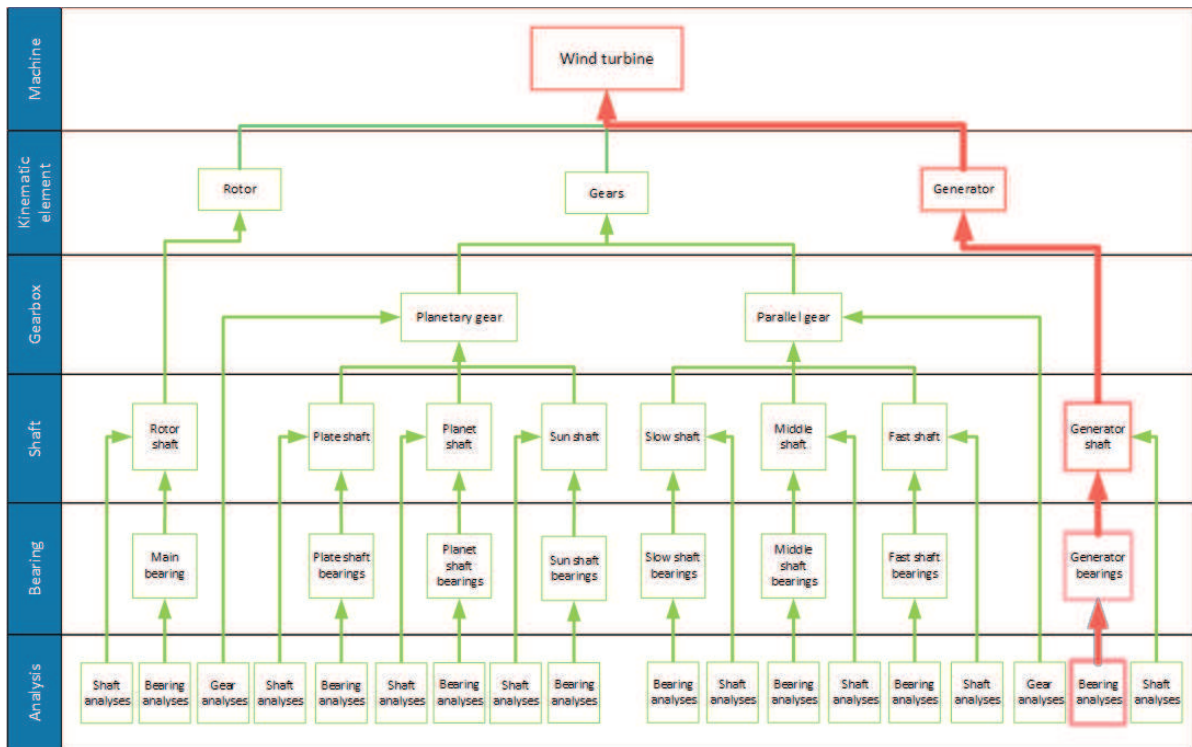 Machine
Wind turbine
Kinematic
element
Rotor
Gears
Generator
Gearbox
Planetary gear
Parallel gear
Shaft
Rotor
shaft
Plate shaft
Planet
shaft
Sun shaft
Slow shaft
Middle
shaft
Fast shaft
Generator
shaft
Bearing
Main
bearing
Plate shaft
bearings
Planet
shaft
bearings
Sun shaft
bearings
Slow shaft
bearings
Middle
shaft
bearings
Fast shaft
bearings
Generator
bearings
Analysis
Shaft
analyses
Bearing
analyses
Gear
analyses
Shaft
analyses
Bearing
analyses
Shaft
analyses
Bearing
analyses
Shaft
analyses
Bearing
analyses
Bearing
analyses
Shaft
analyses
Bearing
analyses
Shaft
analyses
Bearing
analyses
Shaft
analyses
Gear
analyses
Bearing
analyses
Shaft
analyses